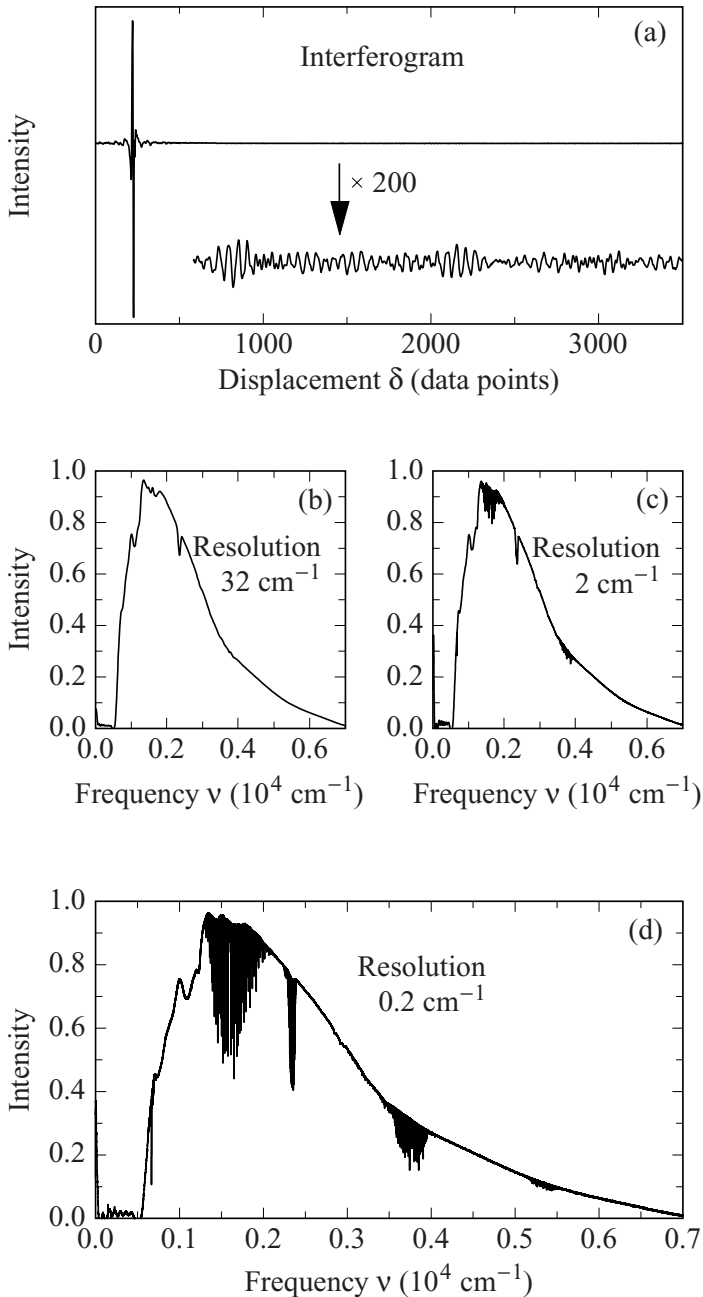 (a)
Interferogram
Intensity
× 200
0 1000 2000 3000
Displacement δ (data points)
1.0
0.8
0.6
0.4
0.2
0.0
(b)
Resolution
32 cm⁻¹
Intensity
0.0 0.2 0.4 0.6
Frequency ν (10⁴ cm⁻¹)
1.0
0.8
0.6
0.4
0.2
0.0
(c)
Resolution
2 cm⁻¹
0.0 0.2 0.4 0.6
Frequency ν (10⁴ cm⁻¹)
1.0
0.8
0.6
0.4
0.2
0.0
(d)
Resolution
0.2 cm⁻¹
Intensity
0.0 0.1 0.2 0.3 0.4 0.5 0.6 0.7
Frequency ν (10⁴ cm⁻¹)